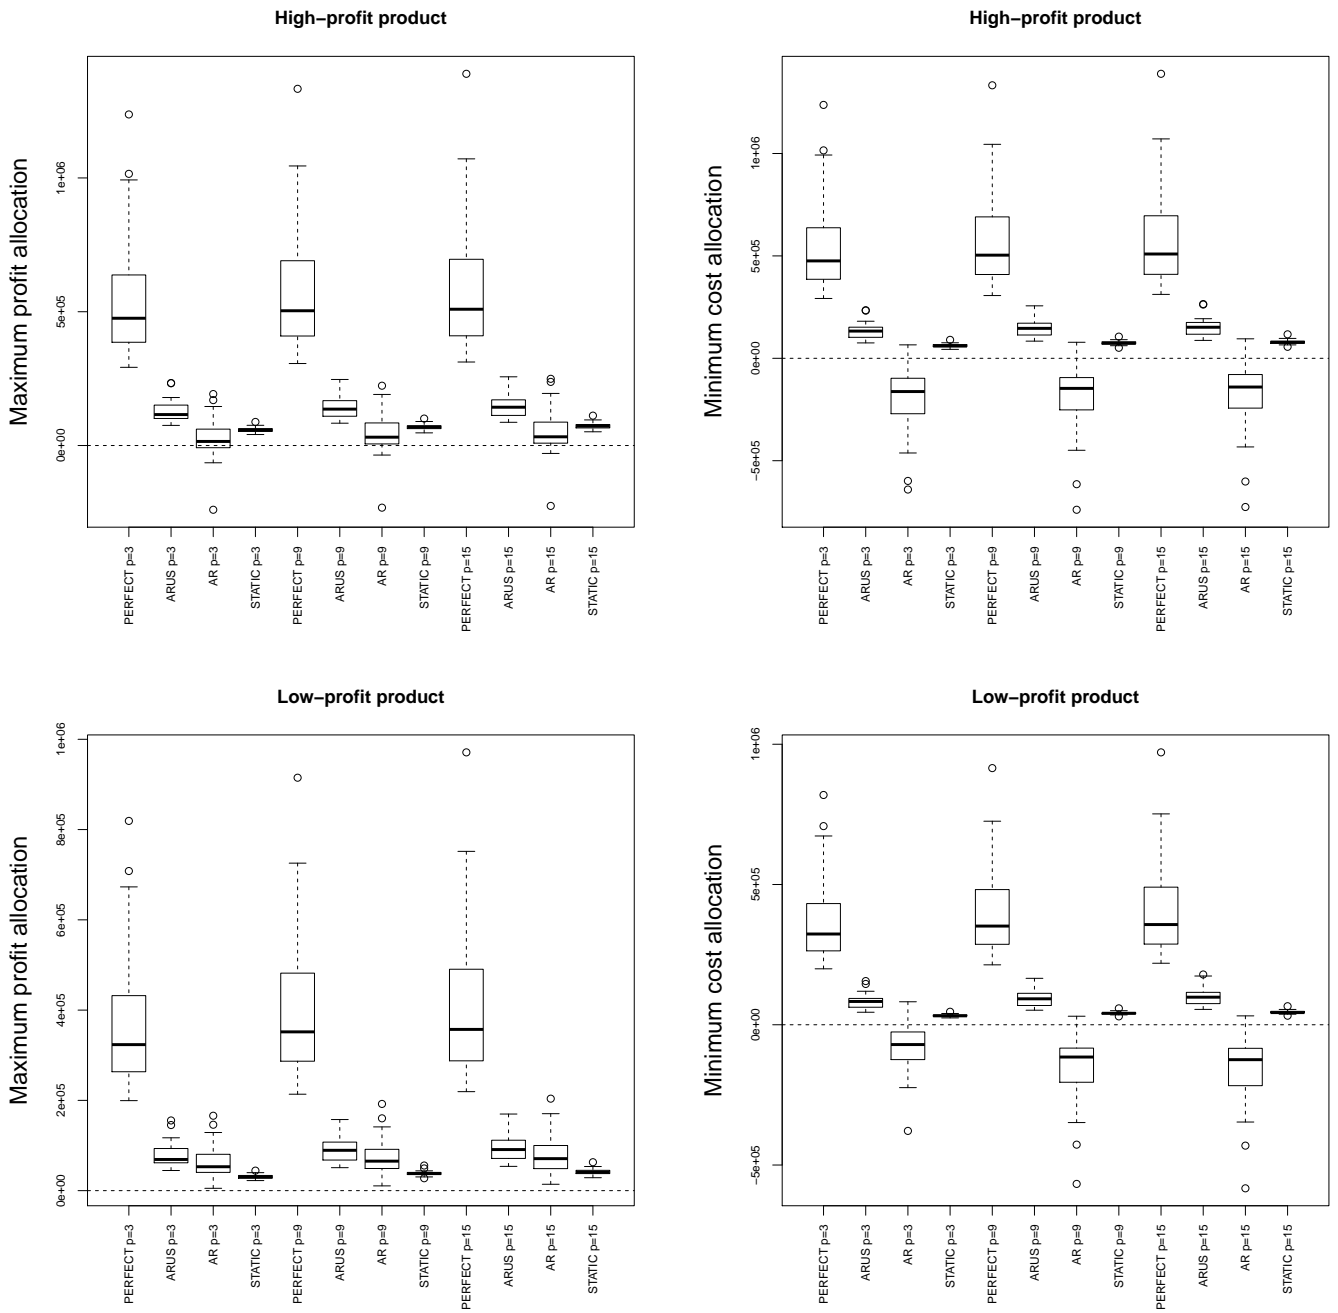 High−profit product
High−profit product
Maximum profit allocation
0e+00
5e+05
1e+06
PERFECT p=3
ARUS p=3
AR p=3
STATIC p=3
PERFECT p=9
ARUS p=9
AR p=9
STATIC p=9
PERFECT p=15
ARUS p=15
AR p=15
STATIC p=15
Minimum cost allocation
−5e+05
0e+00
5e+05
1e+06
PERFECT p=3
ARUS p=3
AR p=3
STATIC p=3
PERFECT p=9
ARUS p=9
AR p=9
STATIC p=9
PERFECT p=15
ARUS p=15
AR p=15
STATIC p=15
Low−profit product
Low−profit product
Maximum profit allocation
0e+00
2e+05
4e+05
6e+05
8e+05
1e+06
PERFECT p=3
ARUS p=3
AR p=3
STATIC p=3
PERFECT p=9
ARUS p=9
AR p=9
STATIC p=9
PERFECT p=15
ARUS p=15
AR p=15
STATIC p=15
Minimum cost allocation
−5e+05
0e+00
5e+05
1e+06
PERFECT p=3
ARUS p=3
AR p=3
STATIC p=3
PERFECT p=9
ARUS p=9
AR p=9
STATIC p=9
PERFECT p=15
ARUS p=15
AR p=15
STATIC p=15